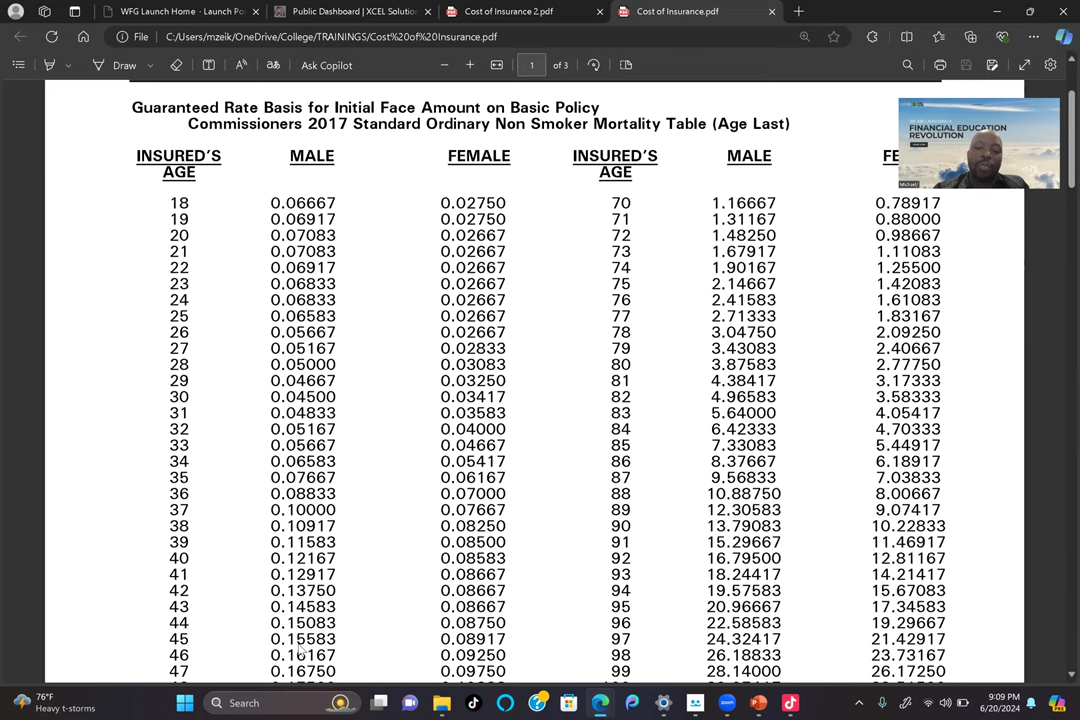 WFG Launch Home - Launch Po
Public Dashboard | XCEL Solution
Cost of Insurance 2.pdf
Cost of Insurance.pdf
File
C:/Users/mzeik/OneDrive/College/TRAININGS/Cost%20of%20Insurance.pdf
Draw
Ask Copilot
1 of 3
Guaranteed Rate Basis for Initial Face Amount on Basic Policy
Commissioners 2017 Standard Ordinary Non Smoker Mortality Table (Age Last)
FINANCIAL EDUCATION
REVOLUTION
INSURED'S AGE MALE FEMALE INSURED'S AGE MALE FE
18 0.06667 0.02750 70 1.16667 0.78917
19 0.06917 0.02750 71 1.31167 0.88000
20 0.07083 0.02667 72 1.48250 0.98667
21 0.07083 0.02667 73 1.67917 1.11083
22 0.06917 0.02667 74 1.90167 1.25500
23 0.06833 0.02667 75 2.14667 1.42083
24 0.06833 0.02667 76 2.41583 1.61083
25 0.06583 0.02667 77 2.71333 1.83167
26 0.05667 0.02667 78 3.04750 2.09250
27 0.05167 0.02833 79 3.43083 2.40667
28 0.05000 0.03083 80 3.87583 2.77750
29 0.04667 0.03250 81 4.38417 3.17333
30 0.04500 0.03417 82 4.96583 3.58333
31 0.04833 0.03583 83 5.64000 4.05417
32 0.05167 0.04000 84 6.42333 4.70333
33 0.05667 0.04667 85 7.33083 5.44917
34 0.06583 0.05417 86 8.37667 6.18917
35 0.07667 0.06167 87 9.56833 7.03833
36 0.08833 0.07000 88 10.88750 8.00667
37 0.10000 0.07667 89 12.30583 9.07417
38 0.10917 0.08250 90 13.79083 10.22833
39 0.11583 0.08500 91 15.29667 11.46917
40 0.12167 0.08583 92 16.79500 12.81167
41 0.12917 0.08667 93 18.24417 14.21417
42 0.13750 0.08667 94 19.57583 15.67083
43 0.14583 0.08667 95 20.96667 17.34583
44 0.15083 0.08750 96 22.58583 19.29667
45 0.15583 0.08917 97 24.32417 21.42917
46 0.16167 0.09250 98 26.18833 23.73167
47 0.16750 0.09750 99 28.14000 26.17250
76°F
Heavy t-storms
Search
9:09 PM
6/20/2024